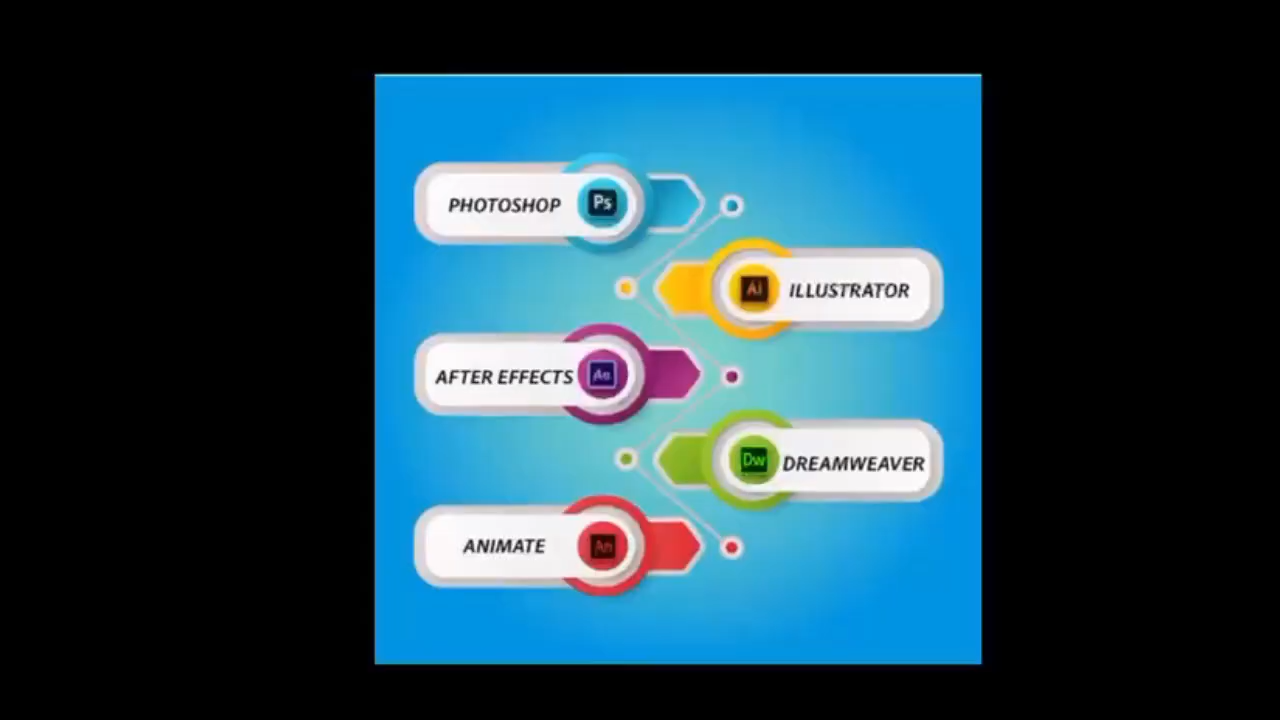 PHOTOSHOP Ps
Ai ILLUSTRATOR
AFTER EFFECTS Ae
Dw DREAMWEAVER
ANIMATE An